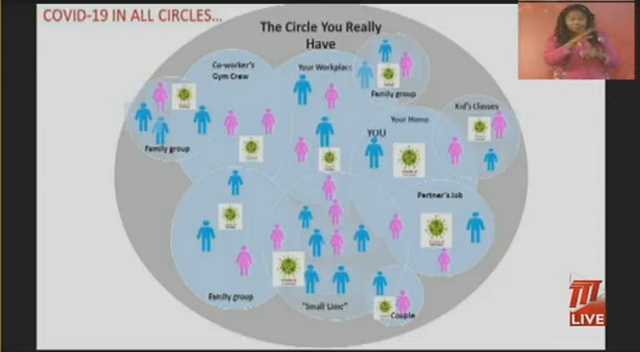 COVID-19 IN ALL CIRCLES...
The Circle You Really
Have
Co-worker's
Gym Crew
Your Workplace
Family group
Kid's Classes
Your Home
YOU
Family group
Partner's Job
Family group
"Small Lime"
Couple
LIVE